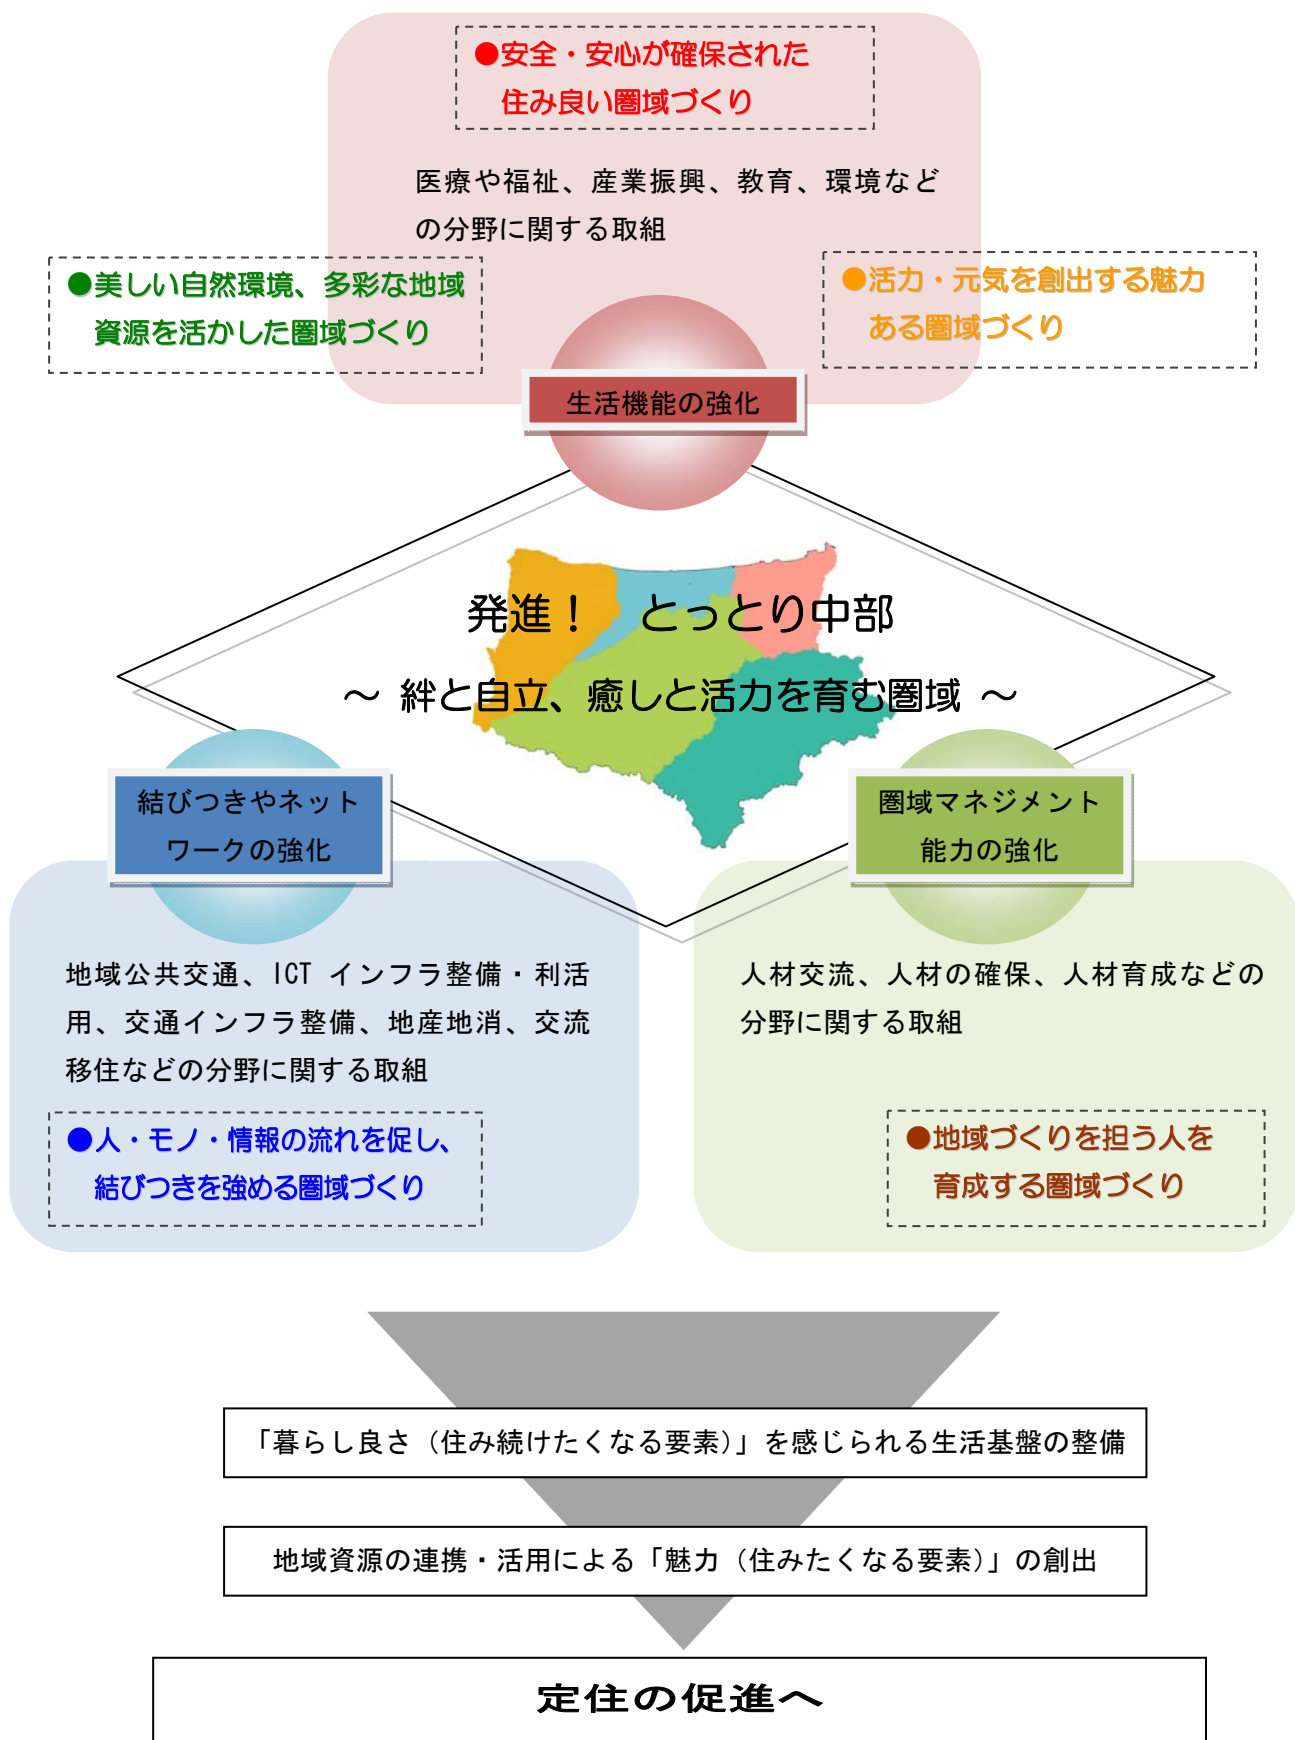 ●安全・安心が確保された
住み良い圏域づくり
医療や福祉、産業振興、教育、環境など
の分野に関する取組
●美しい自然環境、多彩な地域
資源を活かした圏域づくり
●活力・元気を創出する魅力
ある圏域づくり
生活機能の強化
発進！　とっとり中部
～ 絆と自立、癒しと活力を育む圏域 ～
結びつきやネット
ワークの強化
圏域マネジメント
能力の強化
地域公共交通、ICT インフラ整備・利活
用、交通インフラ整備、地産地消、交流
移住などの分野に関する取組
人材交流、人材の確保、人材育成などの
分野に関する取組
●人・モノ・情報の流れを促し、
結びつきを強める圏域づくり
●地域づくりを担う人を
育成する圏域づくり
「暮らし良さ（住み続けたくなる要素）」を感じられる生活基盤の整備
地域資源の連携・活用による「魅力（住みたくなる要素）」の創出
定住の促進へ